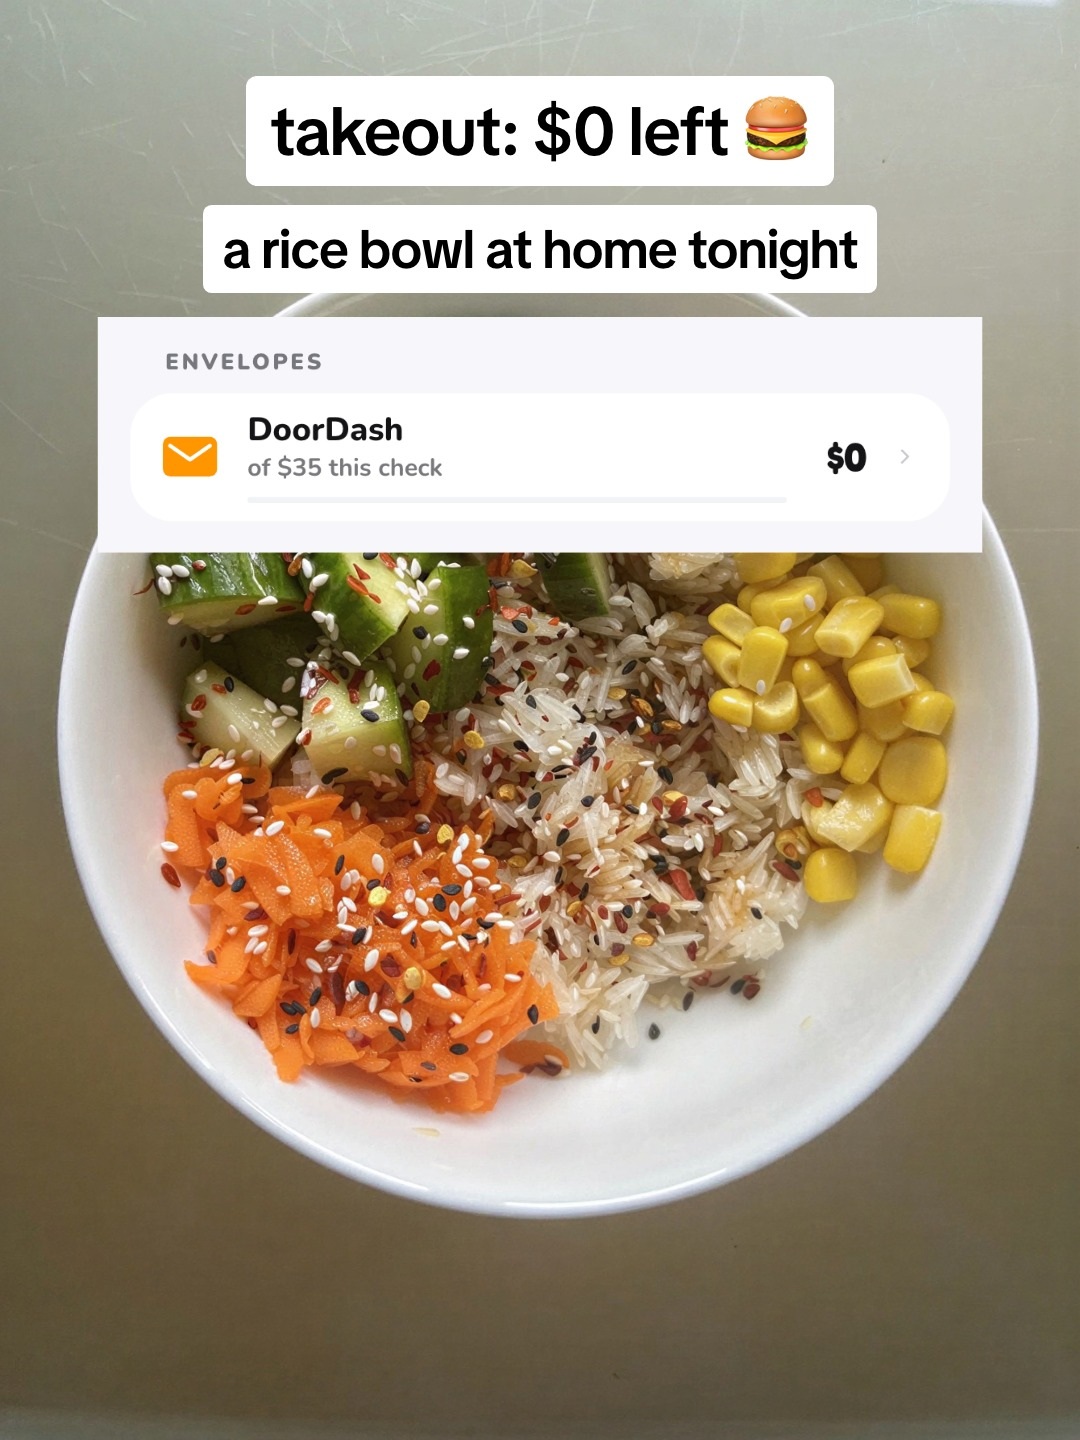 takeout: $0 left 🍔
a rice bowl at home tonight
ENVELOPES
DoorDash
of $35 this check
$0